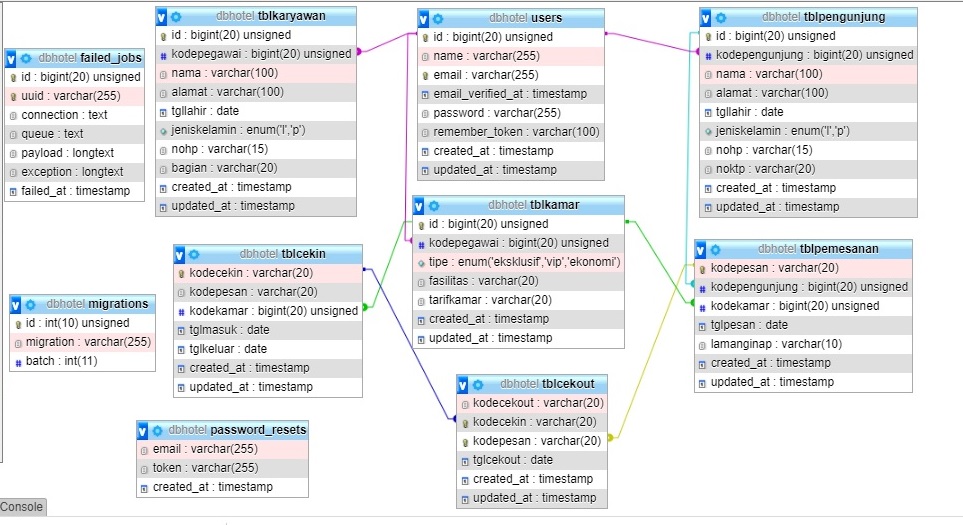 dbhotel failed_jobs
id : bigint(20) unsigned
uuid : varchar(255)
connection : text
queue : text
payload : longtext
exception : longtext
failed_at : timestamp
dbhotel tblkaryawan
id : bigint(20) unsigned
kodepegawai : bigint(20) unsigned
nama : varchar(100)
alamat : varchar(100)
tgllahir : date
jeniskelamin : enum('l','p')
nohp : varchar(15)
bagian : varchar(20)
created_at : timestamp
updated_at : timestamp
dbhotel users
id : bigint(20) unsigned
name : varchar(255)
email : varchar(255)
email_verified_at : timestamp
password : varchar(255)
remember_token : varchar(100)
created_at : timestamp
updated_at : timestamp
dbhotel tblpengunjung
id : bigint(20) unsigned
kodepengunjung : bigint(20) unsigned
nama : varchar(100)
alamat : varchar(100)
tgllahir : date
jeniskelamin : enum('l','p')
nohp : varchar(15)
noktp : varchar(20)
created_at : timestamp
updated_at : timestamp
dbhotel tblkamar
id : bigint(20) unsigned
kodepegawai : bigint(20) unsigned
tipe : enum('eksklusif','vip','ekonomi')
fasilitas : varchar(20)
tarifkamar : varchar(20)
created_at : timestamp
updated_at : timestamp
dbhotel tblcekin
kodecekin : varchar(20)
kodepesan : varchar(20)
kodekamar : bigint(20) unsigned
tglmasuk : date
tglkeluar : date
created_at : timestamp
updated_at : timestamp
dbhotel tblpemesanan
kodepesan : varchar(20)
kodepengunjung : bigint(20) unsigned
kodekamar : bigint(20) unsigned
tglpesan : date
lamanginap : varchar(10)
created_at : timestamp
updated_at : timestamp
dbhotel migrations
id : int(10) unsigned
migration : varchar(255)
batch : int(11)
dbhotel tblcekout
kodecekout : varchar(20)
kodecekin : varchar(20)
kodepesan : varchar(20)
tglcekout : date
created_at : timestamp
updated_at : timestamp
dbhotel password_resets
email : varchar(255)
token : varchar(255)
created_at : timestamp
Console